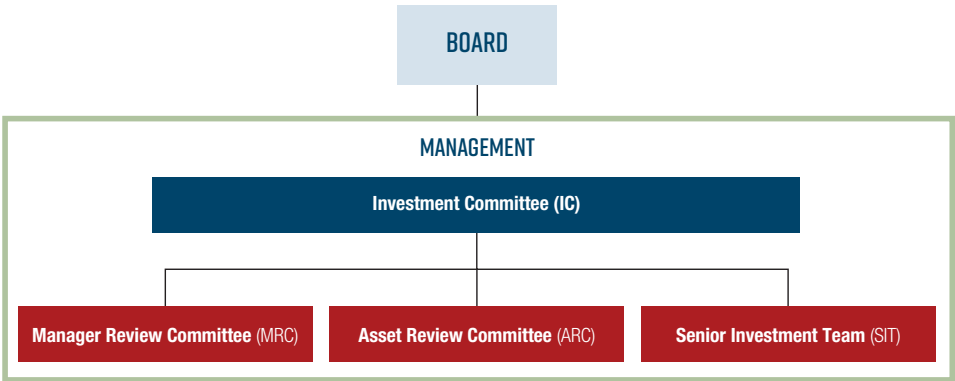 BOARD
MANAGEMENT
Investment Committee (IC)
Manager Review Committee (MRC)
Asset Review Committee (ARC)
Senior Investment Team (SIT)